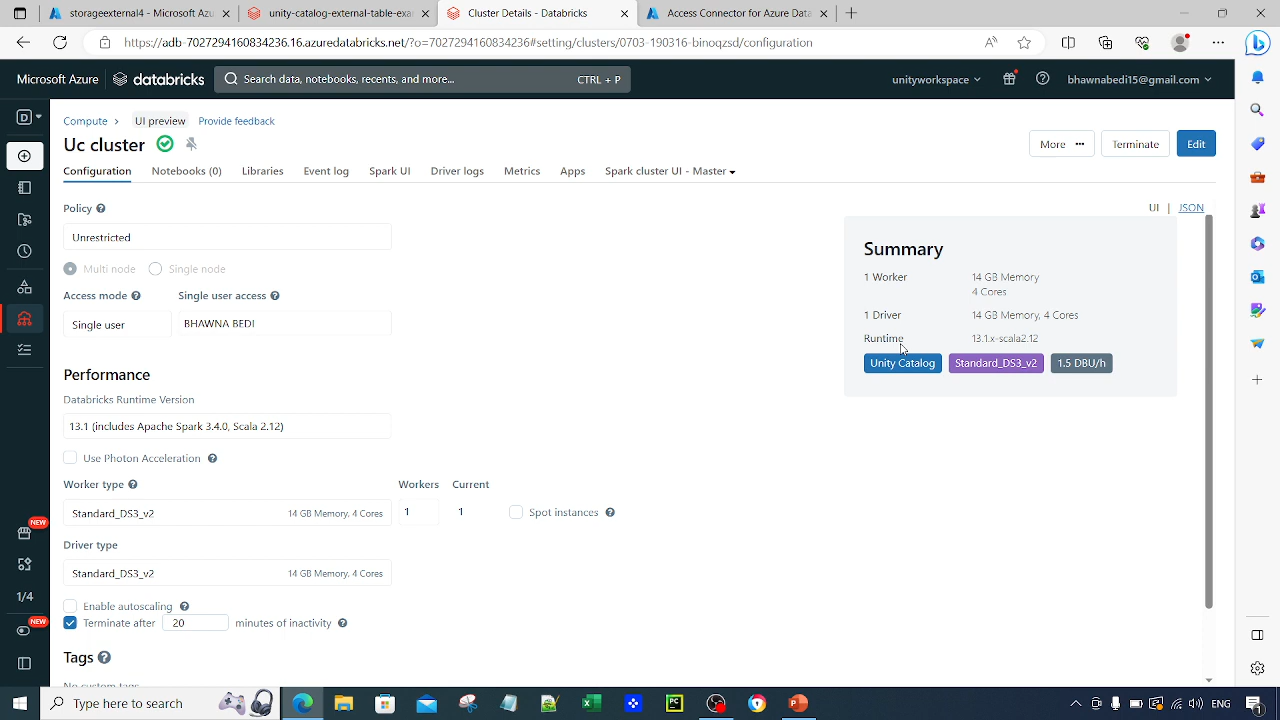 storageexternal4 - Microsoft Azu
unity-catalog-external-table-exa
Cluster Details - Databricks
Access Connector for Azure Data
https://adb-7027294160834236.16.azuredatabricks.net/?o=7027294160834236#setting/clusters/0703-190316-binoqzsd/configuration
Microsoft Azure databricks Search data, notebooks, recents, and more... CTRL + P unityworkspace bhawnabedi15@gmail.com
D
Compute > UI preview Provide feedback
Uc cluster
More ... Terminate Edit
Configuration Notebooks (0) Libraries Event log Spark UI Driver logs Metrics Apps Spark cluster UI - Master
UI | JSON
Policy
Unrestricted
Multi node Single node
Access mode Single user access
Single user BHAWNA BEDI
Summary
1 Worker 14 GB Memory
4 Cores
1 Driver 14 GB Memory, 4 Cores
Runtime 13.1.x-scala2.12
Unity Catalog Standard_DS3_v2 1.5 DBU/h
Performance
Databricks Runtime Version
13.1 (includes Apache Spark 3.4.0, Scala 2.12)
Use Photon Acceleration
Worker type Workers Current
Standard_DS3_v2 14 GB Memory, 4 Cores 1 1 Spot instances
Driver type
Standard_DS3_v2 14 GB Memory, 4 Cores
Enable autoscaling
Terminate after 20 minutes of inactivity
Tags
No custom tags
NEW
1/4
NEW
Type here to search
PC
ENG
1